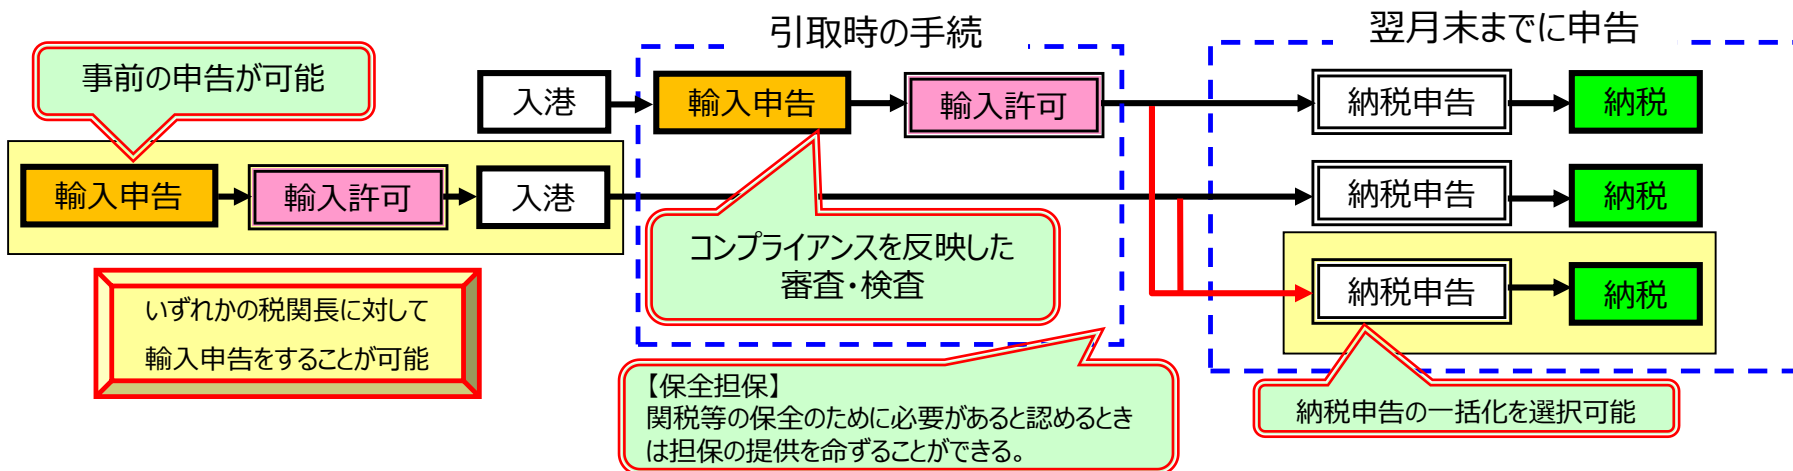 引取時の手続
翌月末までに申告
事前の申告が可能
入港
輸入申告
輸入許可
納税申告
納税
輸入申告
輸入許可
入港
納税申告
納税
コンプライアンスを反映した
審査・検査
納税申告
納税
いずれかの税関長に対して
輸入申告をすることが可能
【保全担保】
関税等の保全のために必要があると認めるとき
は担保の提供を命ずることができる。
納税申告の一括化を選択可能